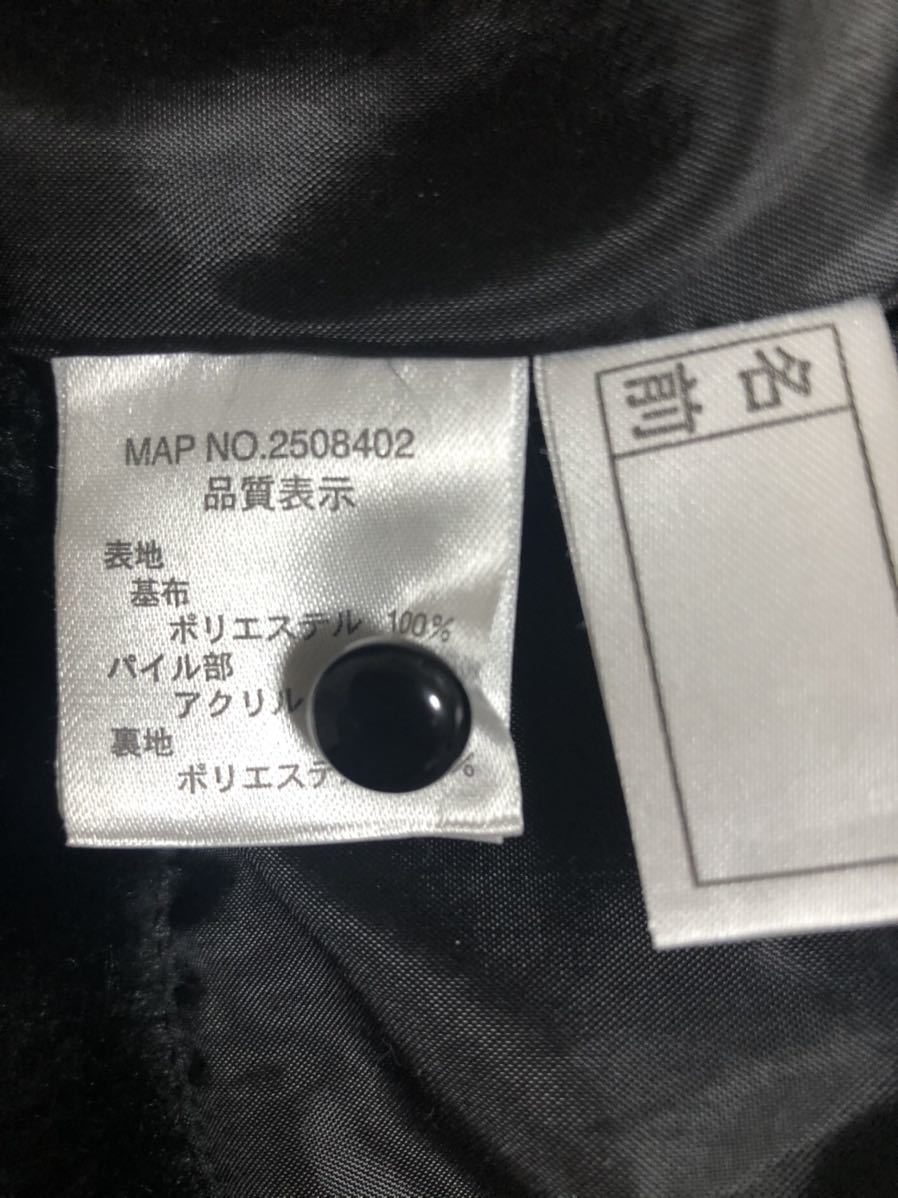 MAP NO.2508402
品質表示
表地
基布
ポリエステル 100%
パイル部
アクリル
裏地
ポリエステ %
名前